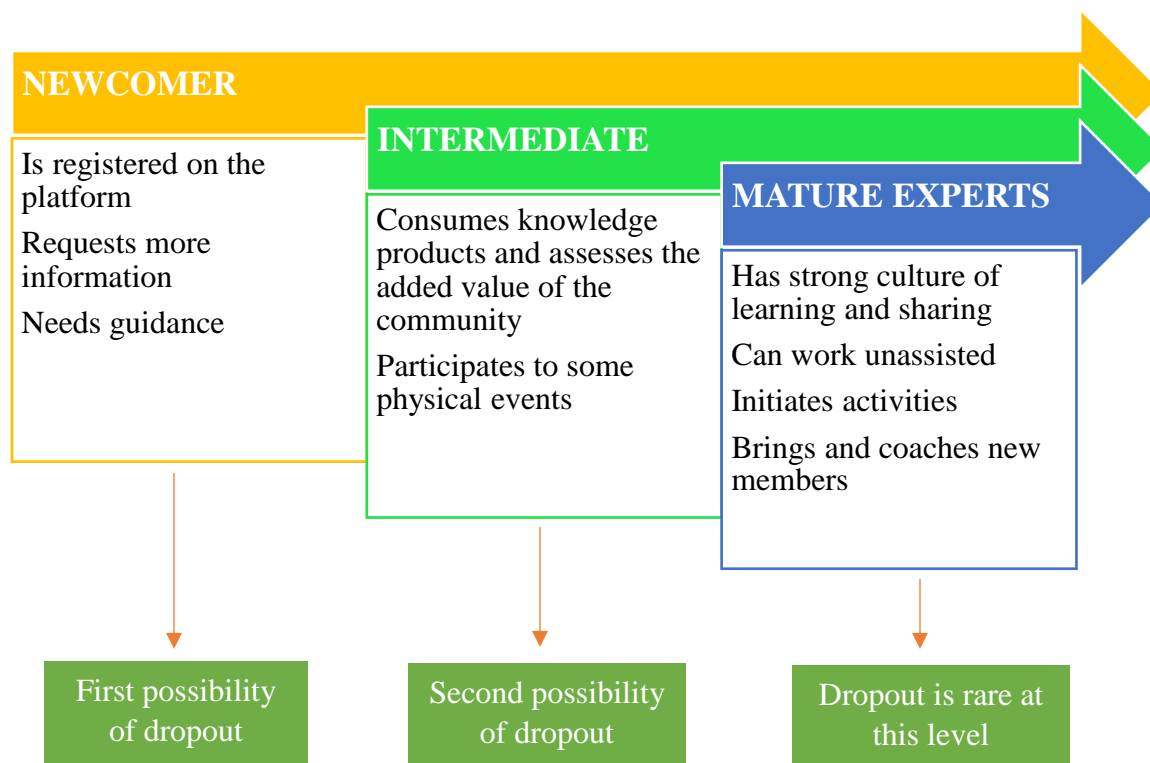 NEWCOMER
Is registered on the
platform
Requests more
information
Needs guidance
INTERMEDIATE
Consumes knowledge
products and assesses the
added value of the
community
Participates to some
physical events
MATURE EXPERTS
Has strong culture of
learning and sharing
Can work unassisted
Initiates activities
Brings and coaches new
members
First possibility
of dropout
Second possibility
of dropout
Dropout is rare at
this level